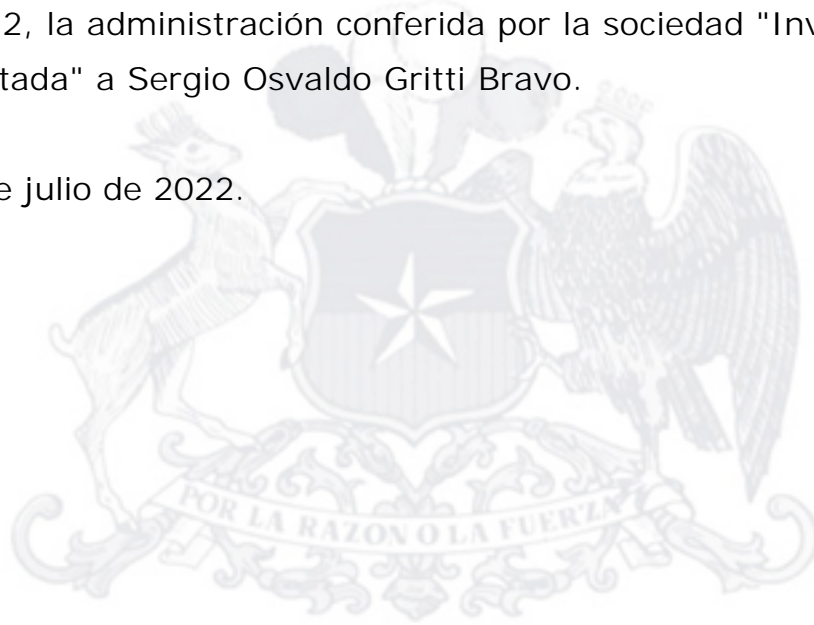 2, la administración conferida por la sociedad "Inv
tada" a Sergio Osvaldo Gritti Bravo.
e julio de 2022.
POR LA RAZON O LA FUERZA